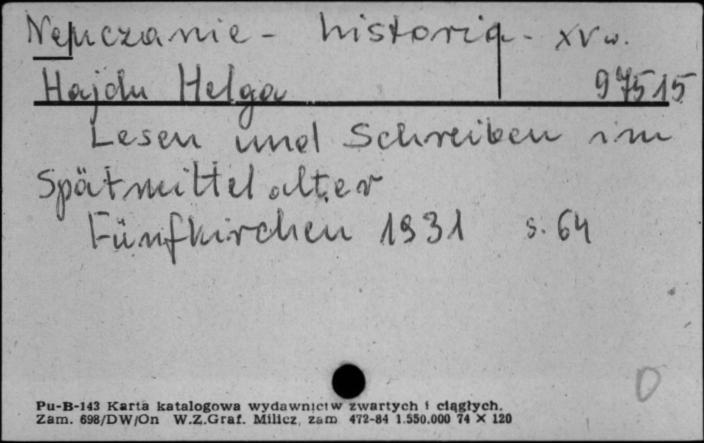 Nauczanie - historia - XV w.
Hajdu Helga 97515
Lesen und Schreiben im
Spätmittelalter
Fünfkirchen 1931 s. 64
0
Pu-B-143 Karta katalogowa wydawnictw zwartych i ciągłych.
Zam. 698/DW/On W.Z.Graf. Milicz, zam 472-84 1.550.000 74 X 120